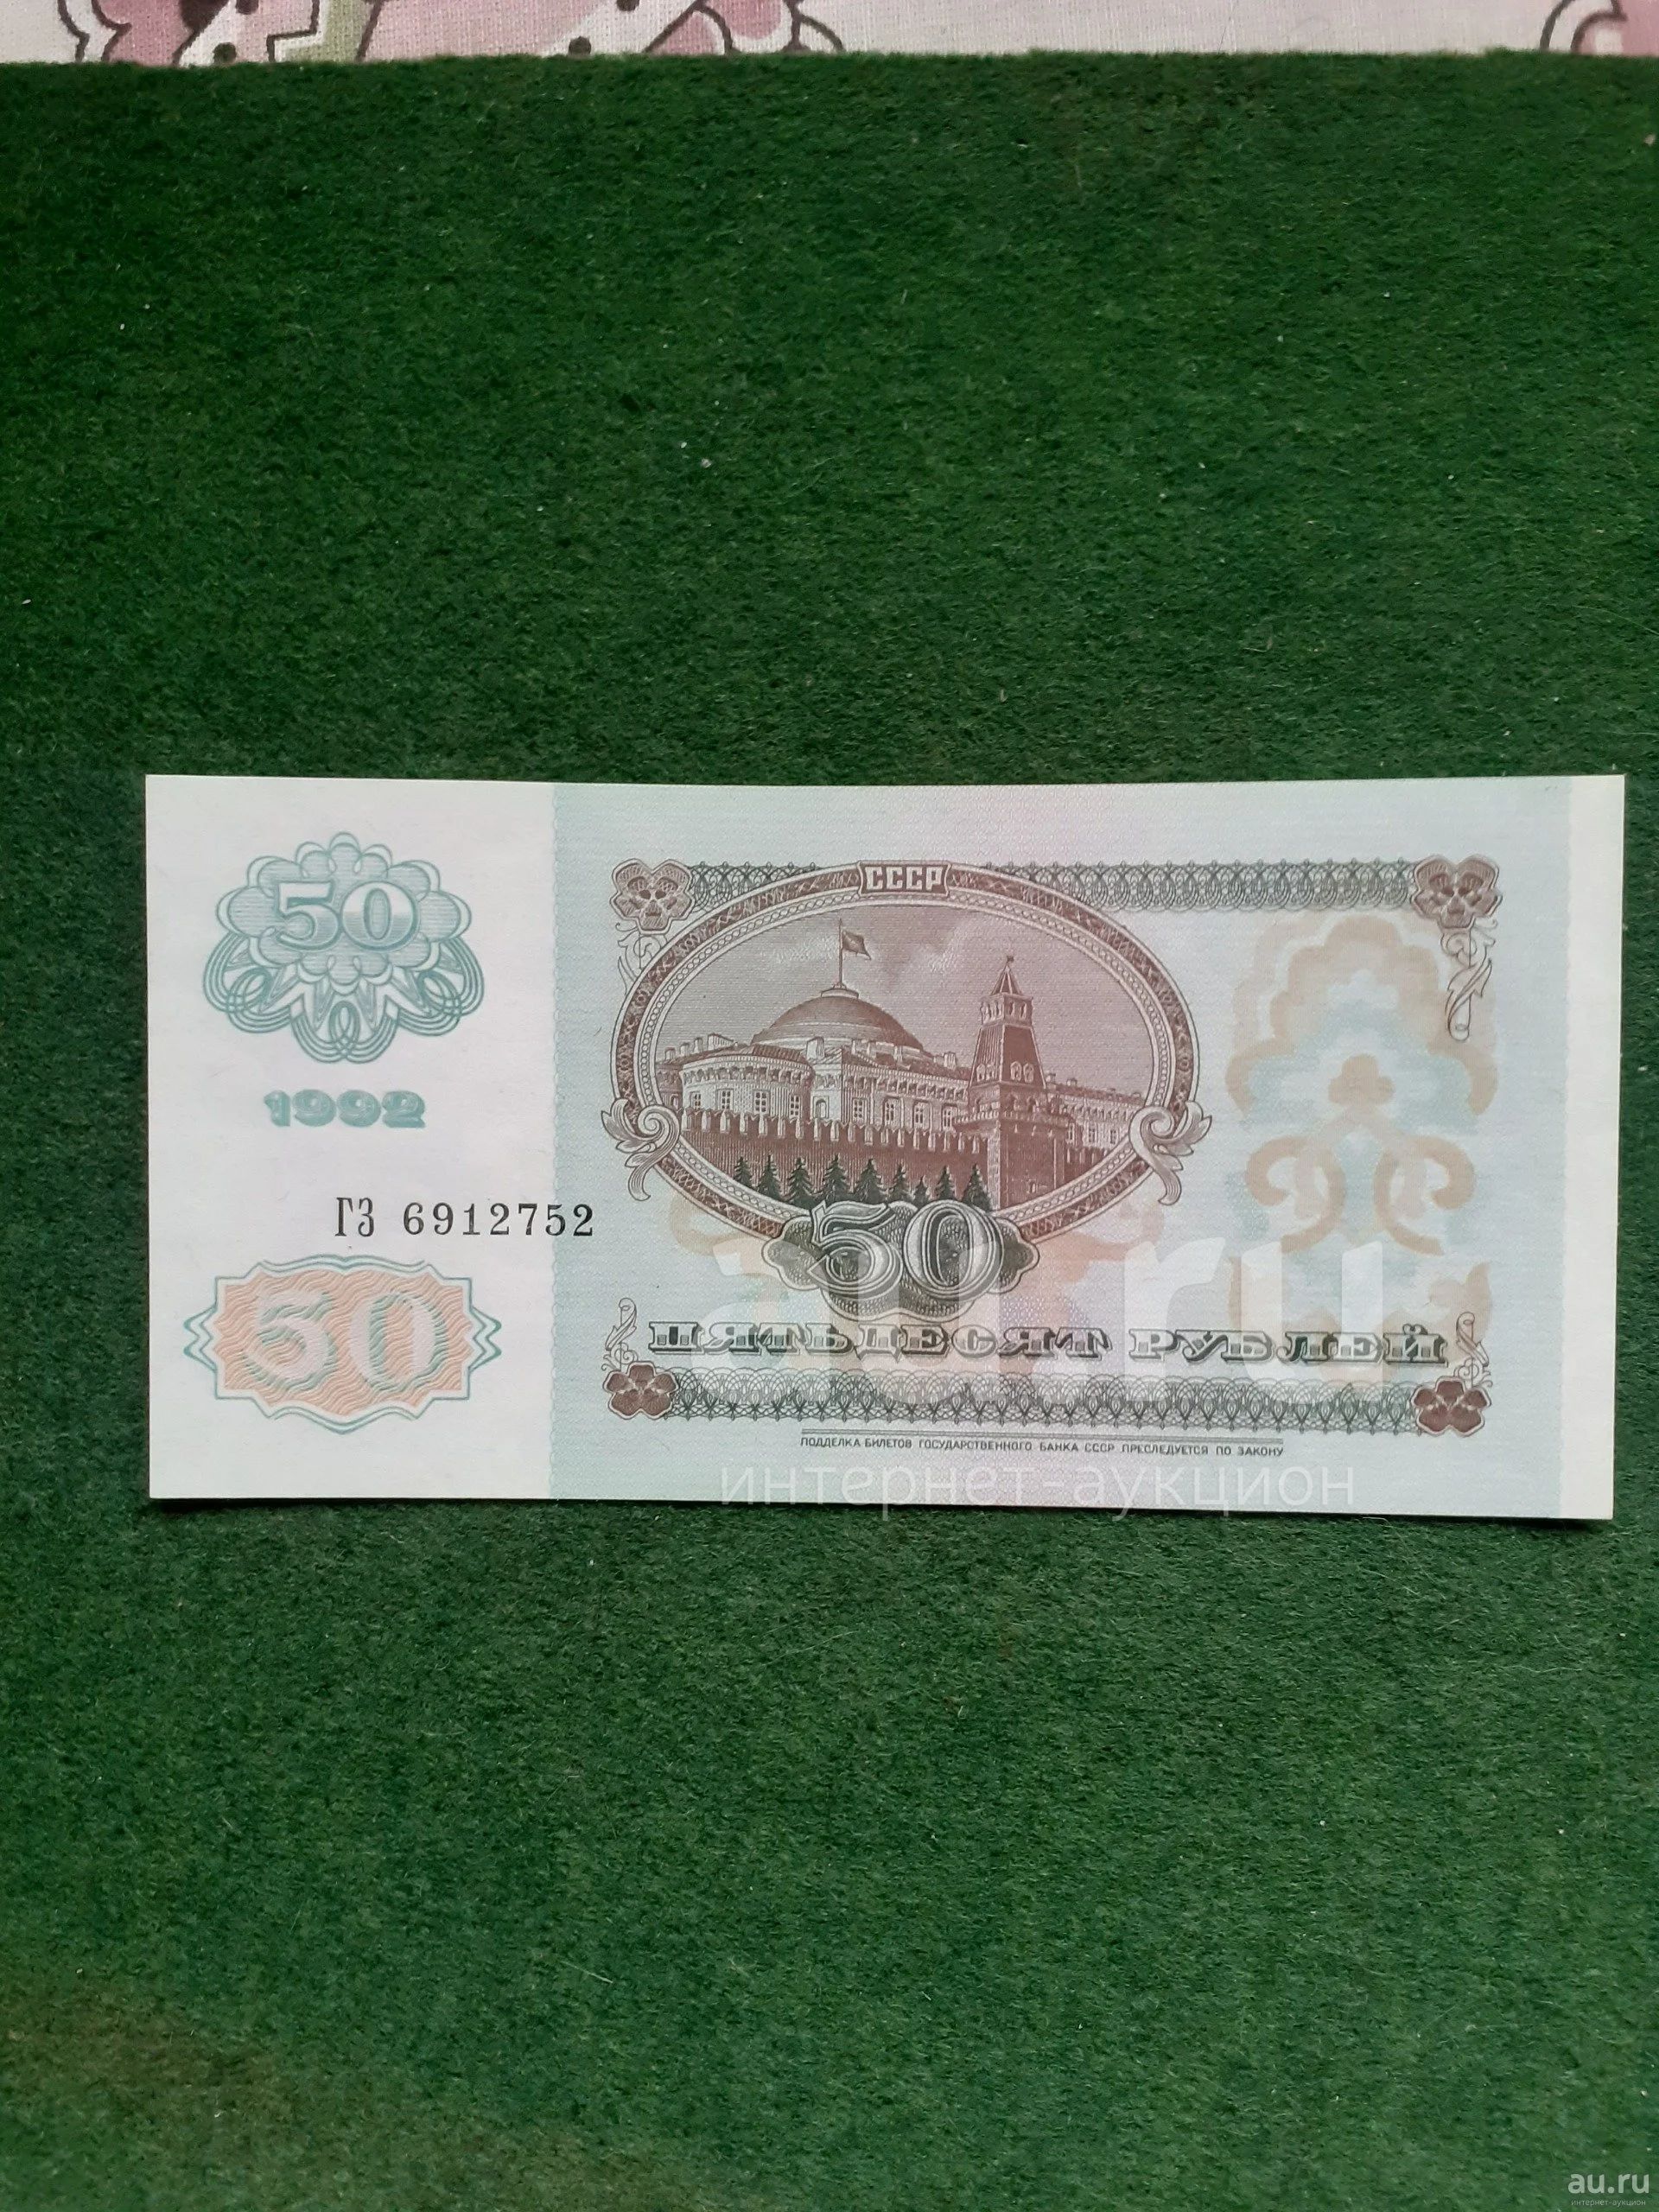 50
1992
ГЗ 6912752
50
СССР
50
ПЯТЬДЕСЯТ РУБЛЕЙ
ПОДДЕЛКА БИЛЕТОВ ГОСУДАРСТВЕННОГО БАНКА СССР ПРЕСЛЕДУЕТСЯ ПО ЗАКОНУ
au.ru
интернет-аукцион
au.ru
интернет-аукцион